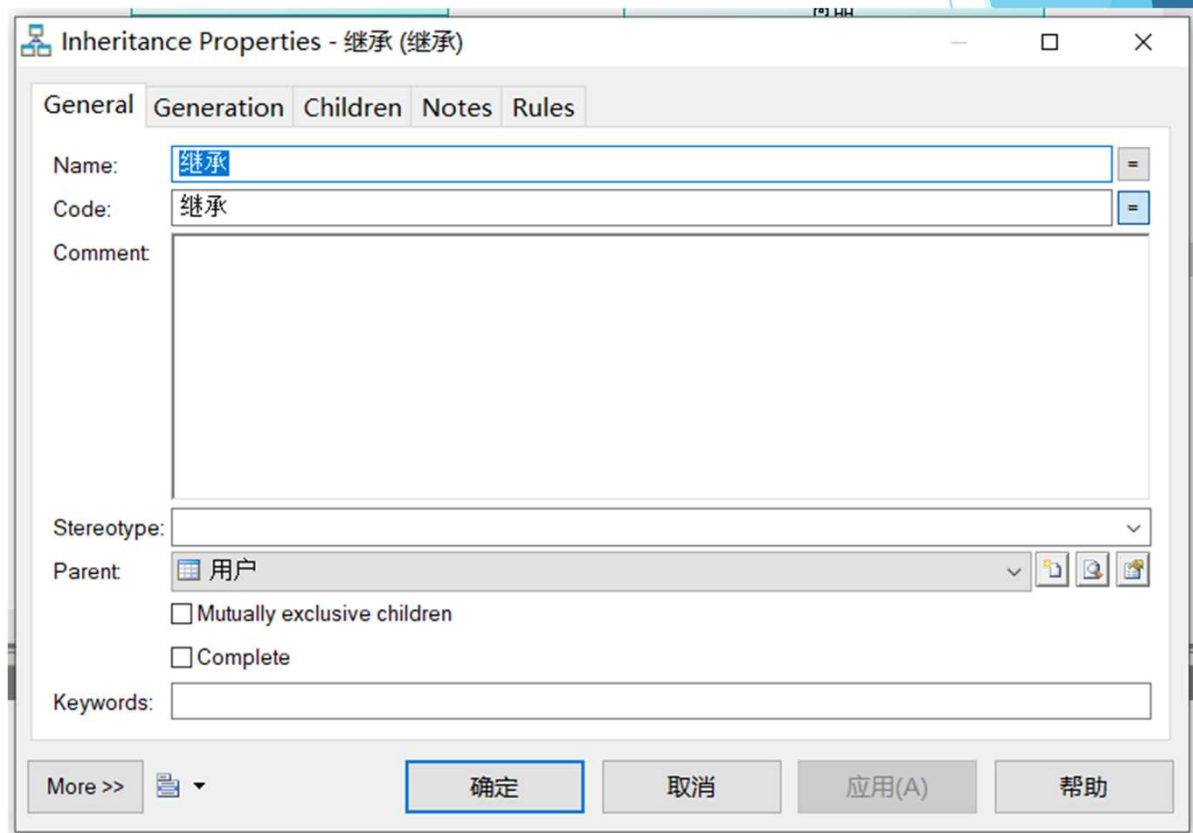 Inheritance Properties - 继承 (继承)
General Generation Children Notes Rules
Name: 继承 =
Code: 继承 =
Comment:
Stereotype:
Parent: 用户
Mutually exclusive children
Complete
Keywords:
More >> 确定 取消 应用(A) 帮助